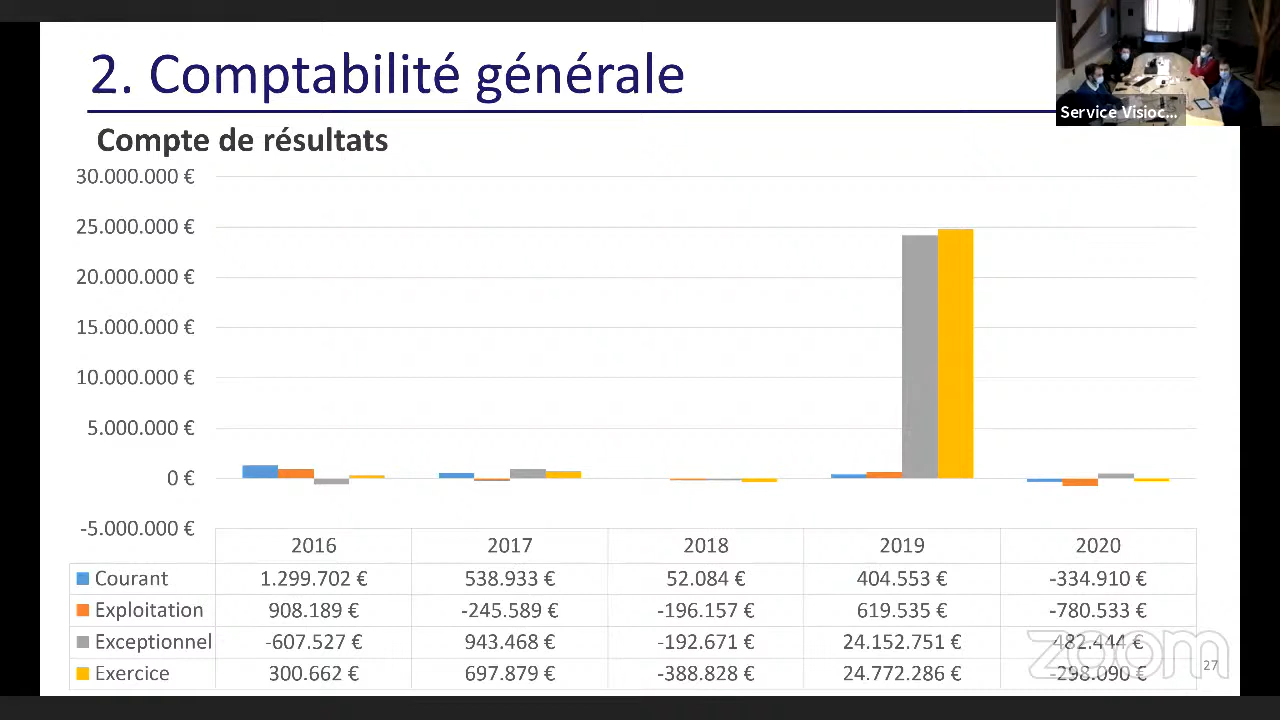 2. Comptabilité générale
Service Visioc...
Compte de résultats
30.000.000 €
25.000.000 €
20.000.000 €
15.000.000 €
10.000.000 €
5.000.000 €
0 €
-5.000.000 €
2016 2017 2018 2019 2020
Courant 1.299.702 € 538.933 € 52.084 € 404.553 € -334.910 €
Exploitation 908.189 € -245.589 € -196.157 € 619.535 € -780.533 €
Exceptionnel -607.527 € 943.468 € -192.671 € 24.152.751 € 482.444 €
Exercice 300.662 € 697.879 € -388.828 € 24.772.286 € -298.090 €
zoom
27